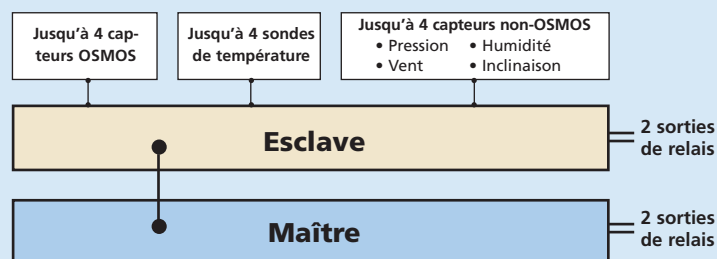 Jusqu'à 4 cap-
teurs OSMOS
Jusqu'à 4 sondes
de température
Jusqu'à 4 capteurs non-OSMOS
• Pression • Humidité
• Vent • Inclinaison
Esclave
2 sorties
de relais
Maître
2 sorties
de relais